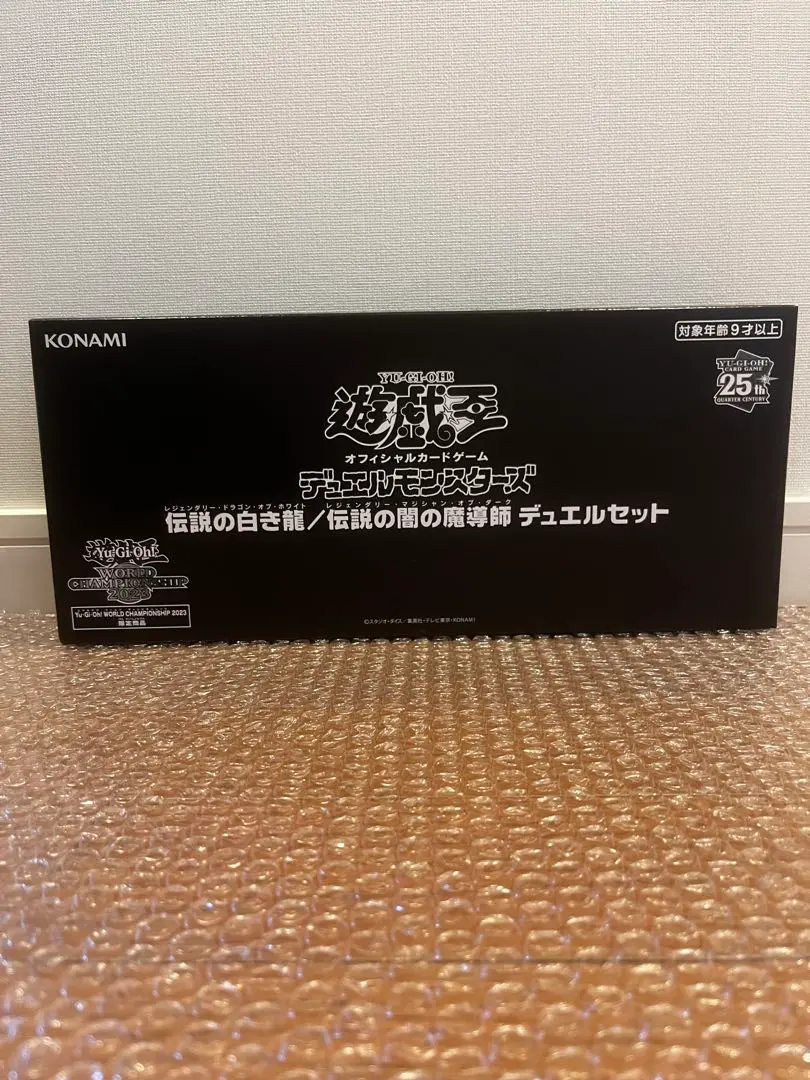 KONAMI
対象年齢9才以上
YU-GI-OH!
CARD GAME
25th
QUARTER CENTURY
YU-GI-OH!
遊戯王
オフィシャルカードゲーム
デュエルモンスターズ
レジェンダリー・ドラゴン・オブ・ホワイト レジェンダリー・マジシャン・オブ・ダーク
伝説の白き龍/伝説の闇の魔導師 デュエルセット
Yu-Gi-Oh!
WORLD
CHAMPIONSHIP
2023
Yu-Gi-Oh! WORLD CHAMPIONSHIP 2023
限定商品
©スタジオ・ダイス/集英社・テレビ東京・KONAMI